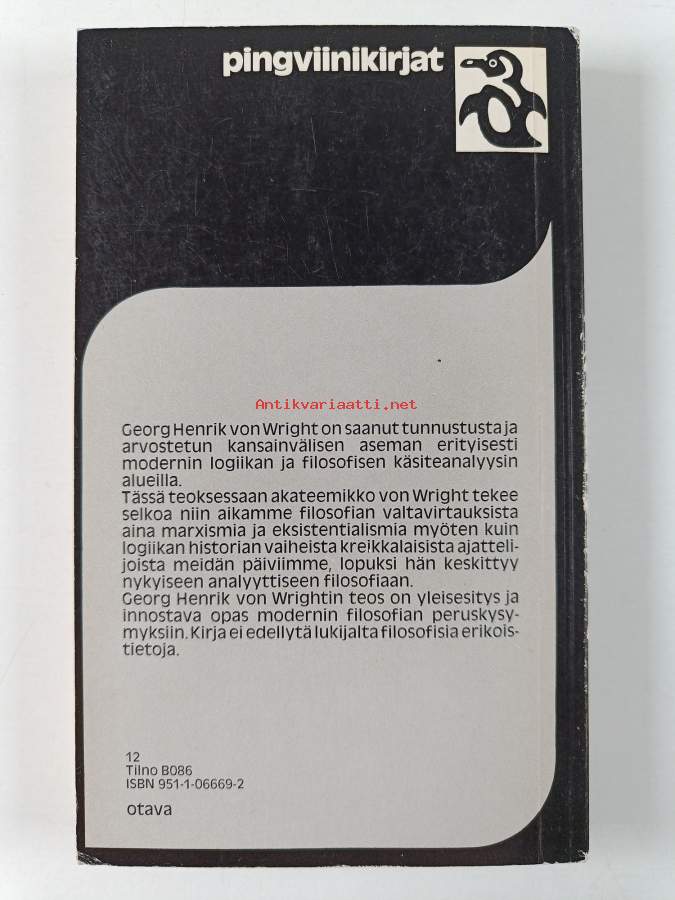 pingviinikirjat
Antikvariaatti.net
Georg Henrik von Wright on saanut tunnustusta ja
arvostetun kansainvälisen aseman erityisesti
modernin logiikan ja filosofisen käsiteanalyysin
alueilla.
Tässä teoksessaan akateemikko von Wright tekee
selkoa niin aikamme filosofian valtavirtauksista
aina marxismia ja eksistentialismia myöten kuin
logiikan historian vaiheista kreikkalaisista ajatteli-
joista meidän päiviimme, lopuksi hän keskittyy
nykyiseen analyyttiseen filosofiaan.
Georg Henrik von Wrightin teos on yleisesitys ja
innostava opas modernin filosofian peruskysy-
myksiin. Kirja ei edellytä lukijalta filosofisia erikois-
tietoja.
12
Tilno B086
ISBN 951-1-06669-2
otava